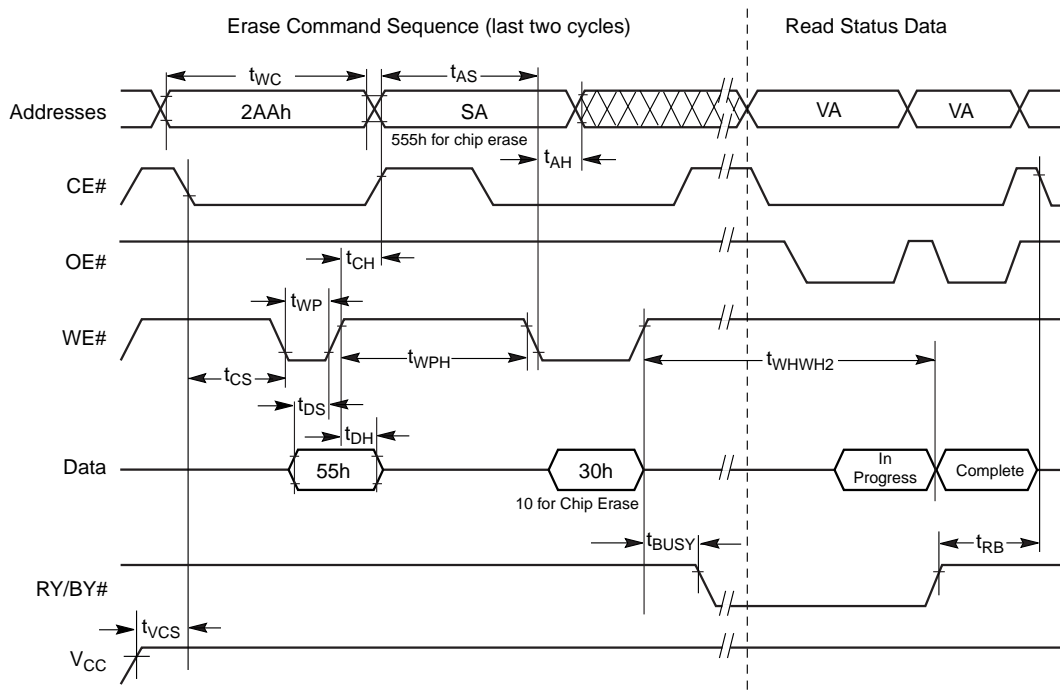 Erase Command Sequence (last two cycles)
Read Status Data
tWC
tAS
Addresses
2AAh
SA
VA
VA
555h for chip erase
tAH
CE#
OE#
tCH
tWP
WE#
tWPH
tWHWH2
tCS
tDS
tDH
Data
55h
30h
In
Progress
Complete
10 for Chip Erase
tBUSY
tRB
RY/BY#
tVCS
VCC